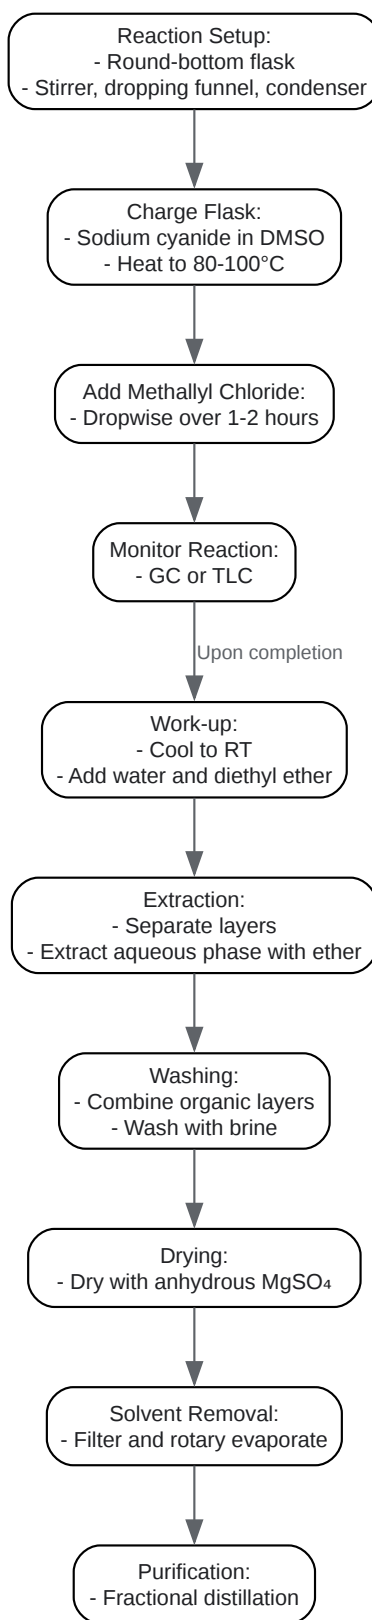 Reaction Setup:
- Round-bottom flask
- Stirrer, dropping funnel, condenser
Charge Flask:
- Sodium cyanide in DMSO
- Heat to 80-100°C
Add Methallyl Chloride:
- Dropwise over 1-2 hours
Monitor Reaction:
- GC or TLC
Upon completion
Work-up:
- Cool to RT
- Add water and diethyl ether
Extraction:
- Separate layers
- Extract aqueous phase with ether
Washing:
- Combine organic layers
- Wash with brine
Drying:
- Dry with anhydrous MgSO₄
Solvent Removal:
- Filter and rotary evaporate
Purification:
- Fractional distillation